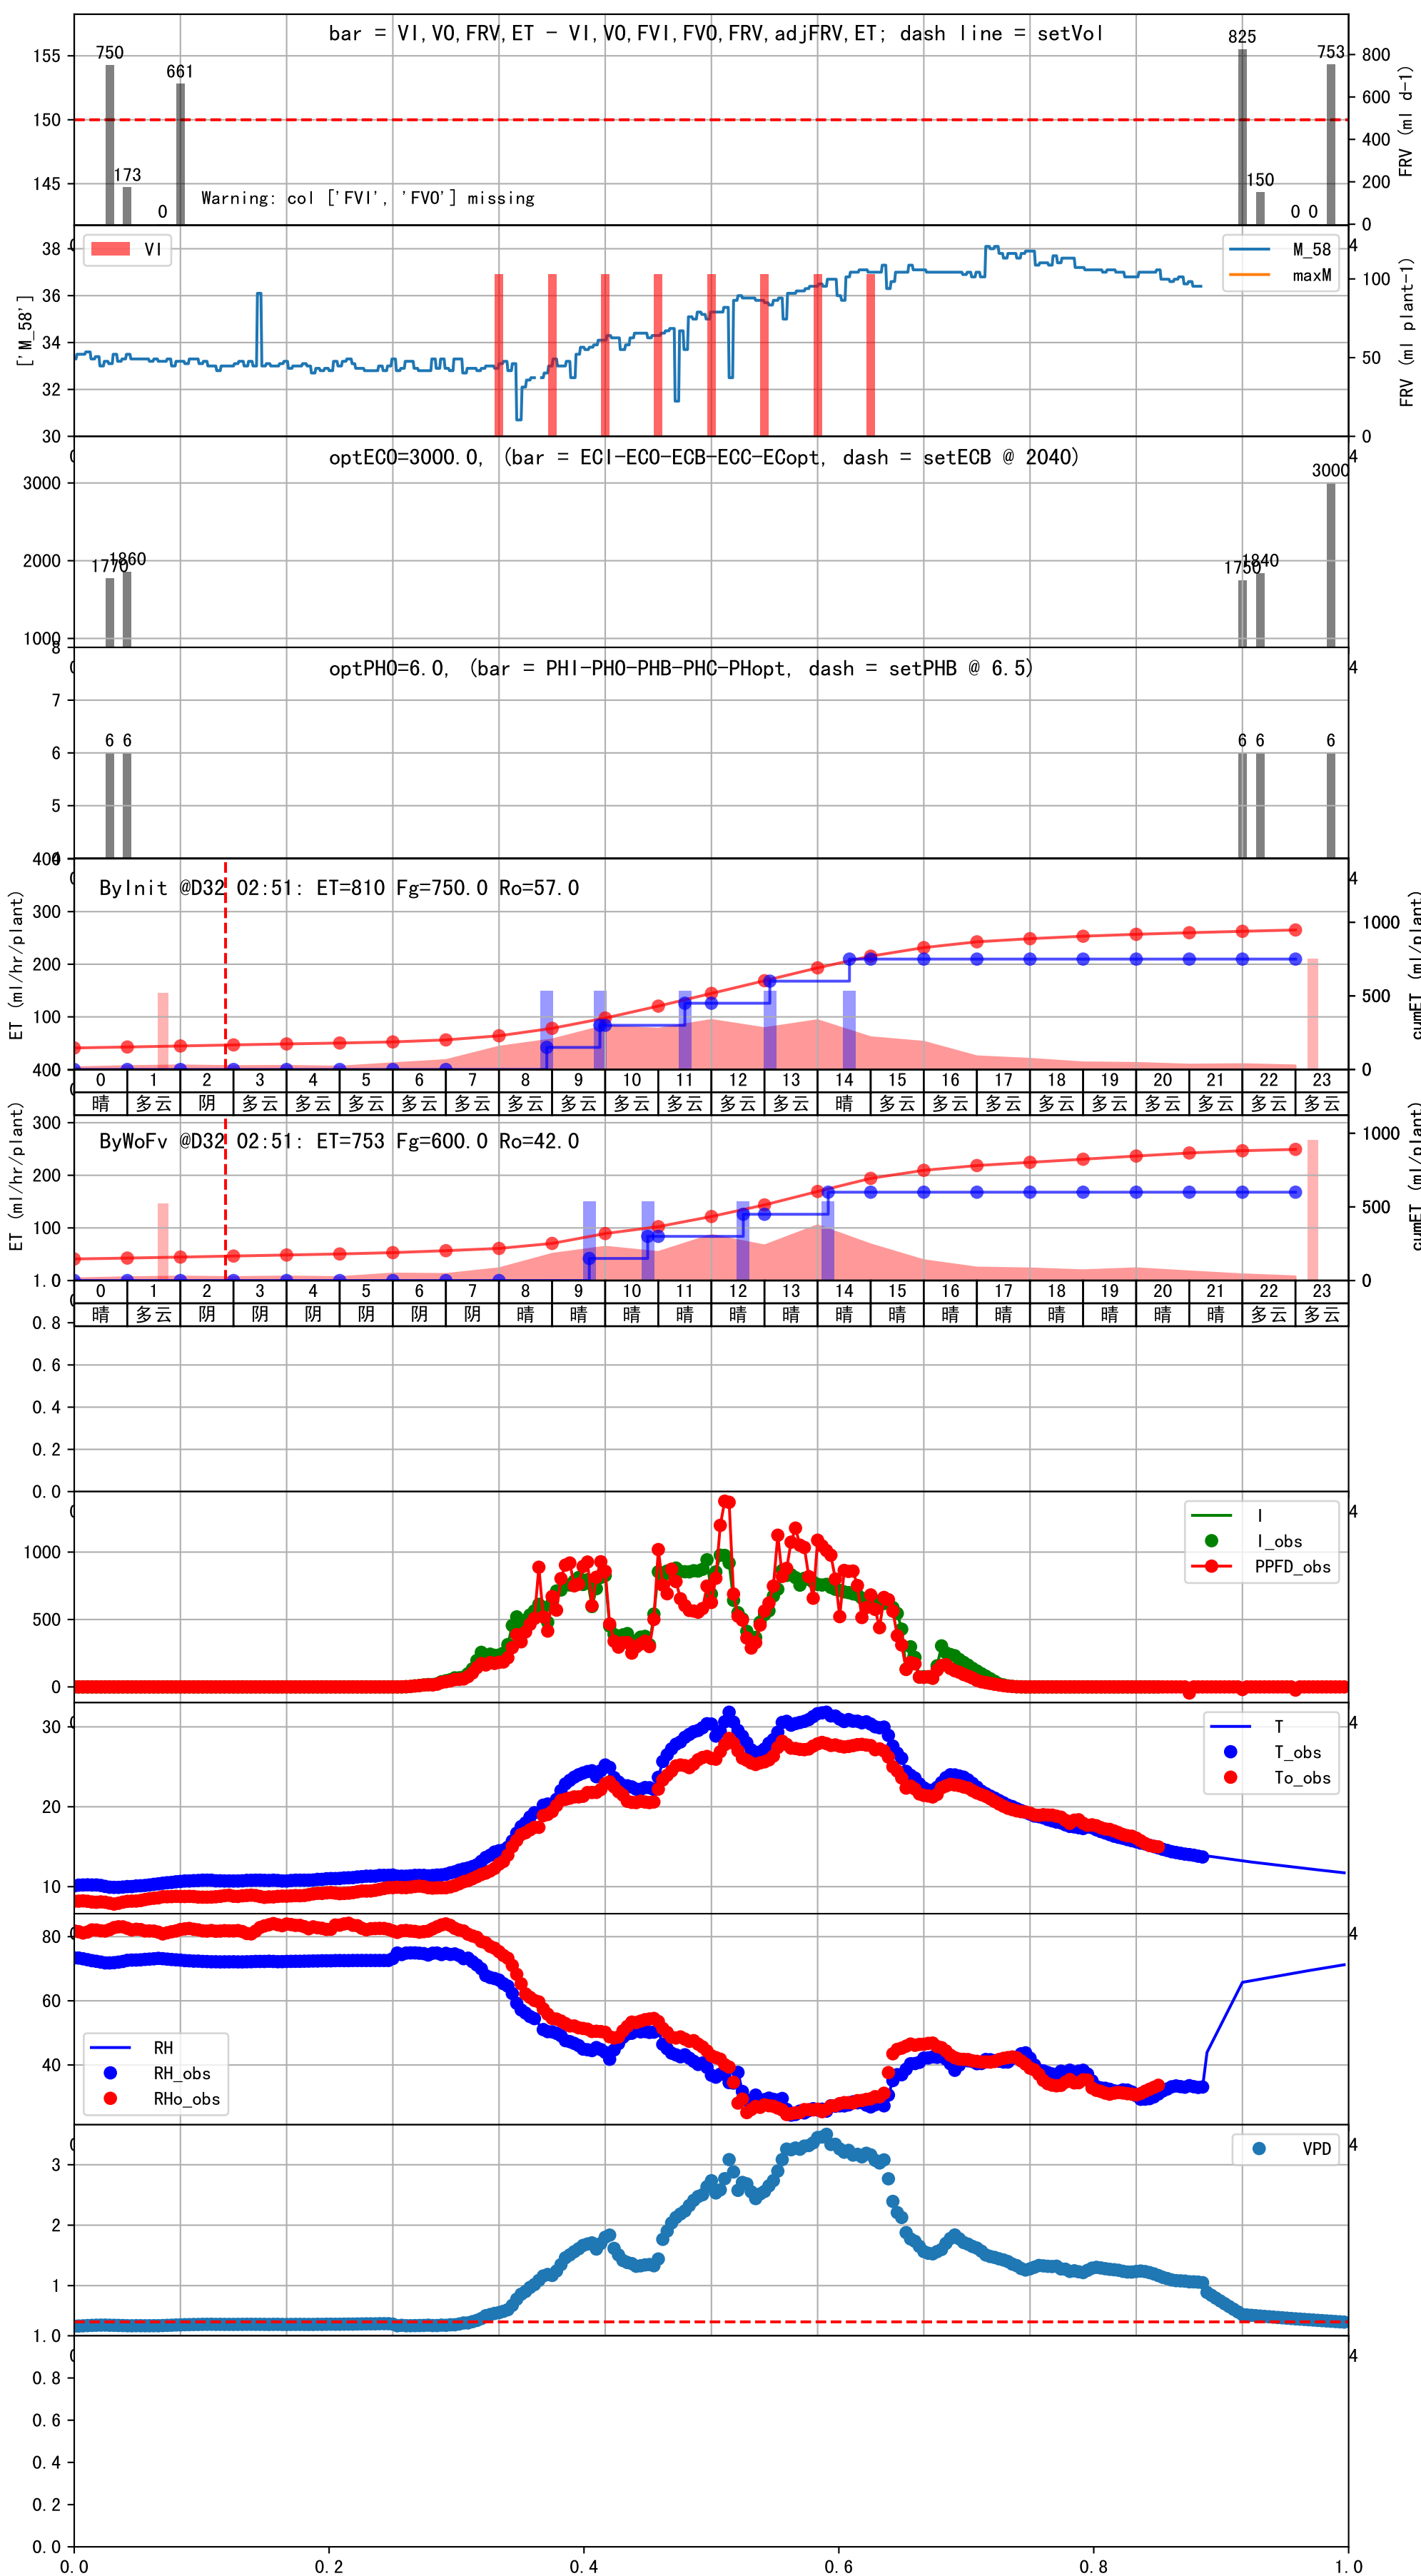 bar = VI,VO,FRV,ET - VI,VO,FVI,FVO,FRV,adjFRV,ET; dash line = setVol
155
150
145
750
173
0
661
Warning: col ['FVI', 'FVO'] missing
825
150
0 0
753
800
600
400
200
0
FRV (ml d-1)
VI
M_58
maxM
38
36
34
32
30
['M_58']
4
100
50
0
FRV (ml plant-1)
optECO=3000.0, (bar = ECI-ECO-ECB-ECC-ECopt, dash = setECB @ 2040)
4
3000
2000
1000
1770
1860
1750
1840
3000
optPHO=6.0, (bar = PHI-PHO-PHB-PHC-PHopt, dash = setPHB @ 6.5)
4
8
7
6
5
4
6 6
6 6
6
ByInit @D32 02:51: ET=810 Fg=750.0 Ro=57.0
4
400
300
200
100
ET (ml/hr/plant)
1000
500
0
cumET (ml/plant)
0 1 2 3 4 5 6 7 8 9 10 11 12 13 14 15 16 17 18 19 20 21 22 23
晴 多云 阴 多云 多云 多云 多云 多云 多云 多云 多云 多云 多云 多云 晴 多云 多云 多云 多云 多云 多云 多云 多云 多云
ByWoFv @D32 02:51: ET=753 Fg=600.0 Ro=42.0
400
300
200
100
ET (ml/hr/plant)
1000
500
0
cumET (ml/plant)
0 1 2 3 4 5 6 7 8 9 10 11 12 13 14 15 16 17 18 19 20 21 22 23
晴 多云 阴 阴 阴 阴 阴 阴 晴 晴 晴 晴 晴 晴 晴 晴 晴 晴 晴 晴 晴 晴 多云 多云
1.0
0.8
0.6
0.4
0.2
0.0
4
I
I_obs
PPFD_obs
1000
500
0
4
T
T_obs
To_obs
30
20
10
4
RH
RH_obs
RHo_obs
80
60
40
4
VPD
3
2
1
4
1.0
0.8
0.6
0.4
0.2
0.0
0.0 0.2 0.4 0.6 0.8 1.0